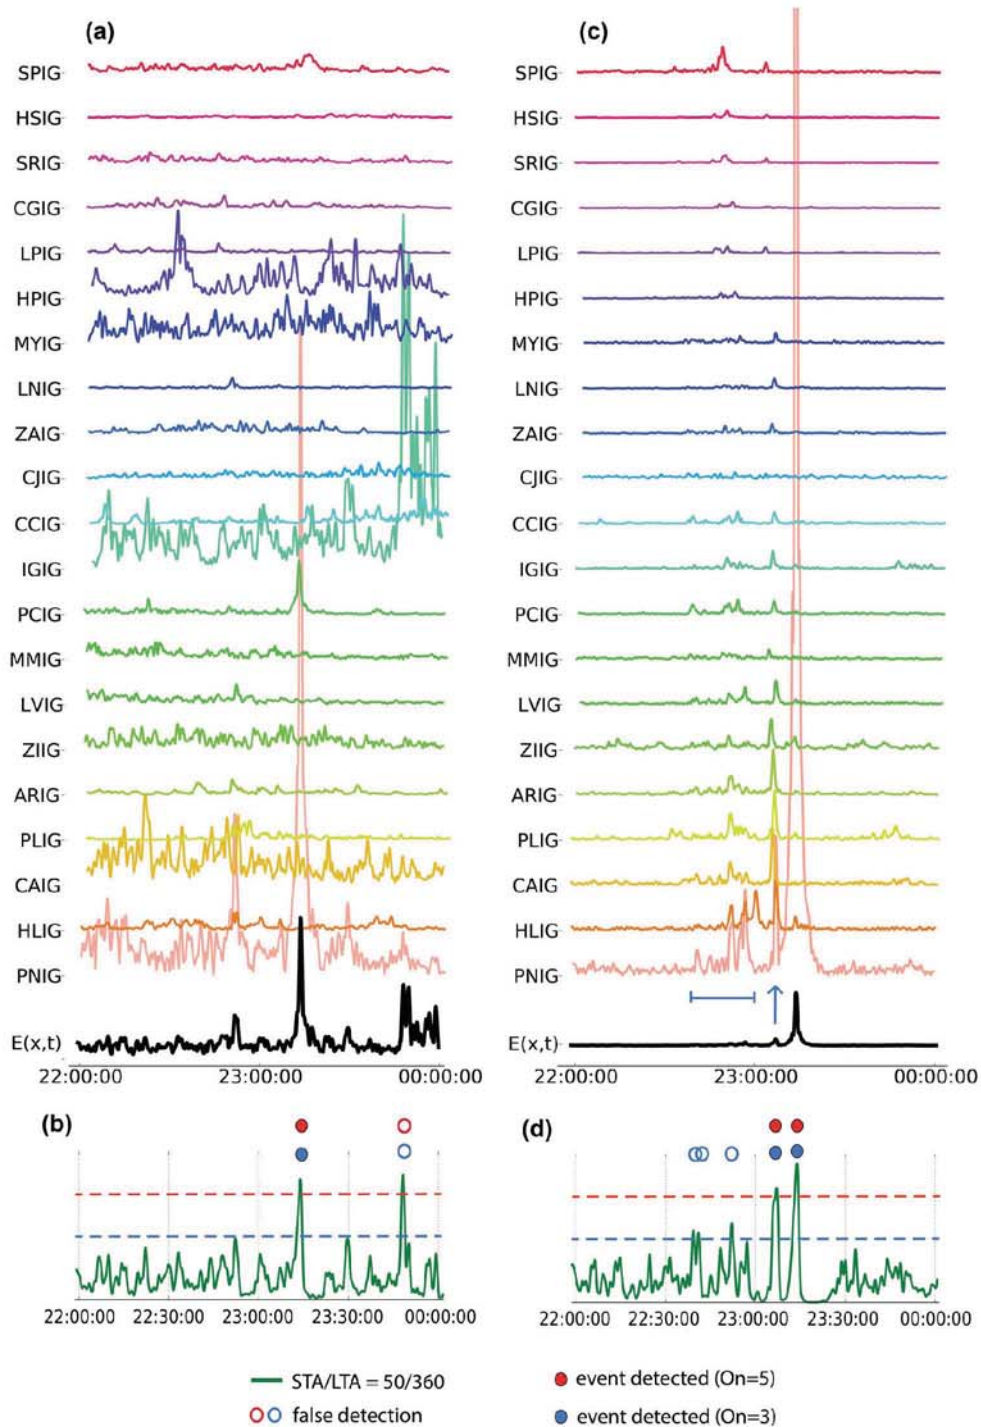 (a)
SPIG
HSIG
SRIG
CGIG
LPIG
HPIG
MYIG
LNIG
ZAIG
CJIG
CCIG
IGIG
PCIG
MMIG
LVIG
ZIIG
ARIG
PLIG
CAIG
HLIG
PNIG
E(x,t)
22:00:00 23:00:00 00:00:00
(c)
SPIG
HSIG
SRIG
CGIG
LPIG
HPIG
MYIG
LNIG
ZAIG
CJIG
CCIG
IGIG
PCIG
MMIG
LVIG
ZIIG
ARIG
PLIG
CAIG
HLIG
PNIG
E(x,t)
22:00:00 23:00:00 00:00:00
(b)
22:00:00 22:30:00 23:00:00 23:30:00 00:00:00
(d)
22:00:00 22:30:00 23:00:00 23:30:00 00:00:00
STA/LTA = 50/360
false detection
event detected (On=5)
event detected (On=3)